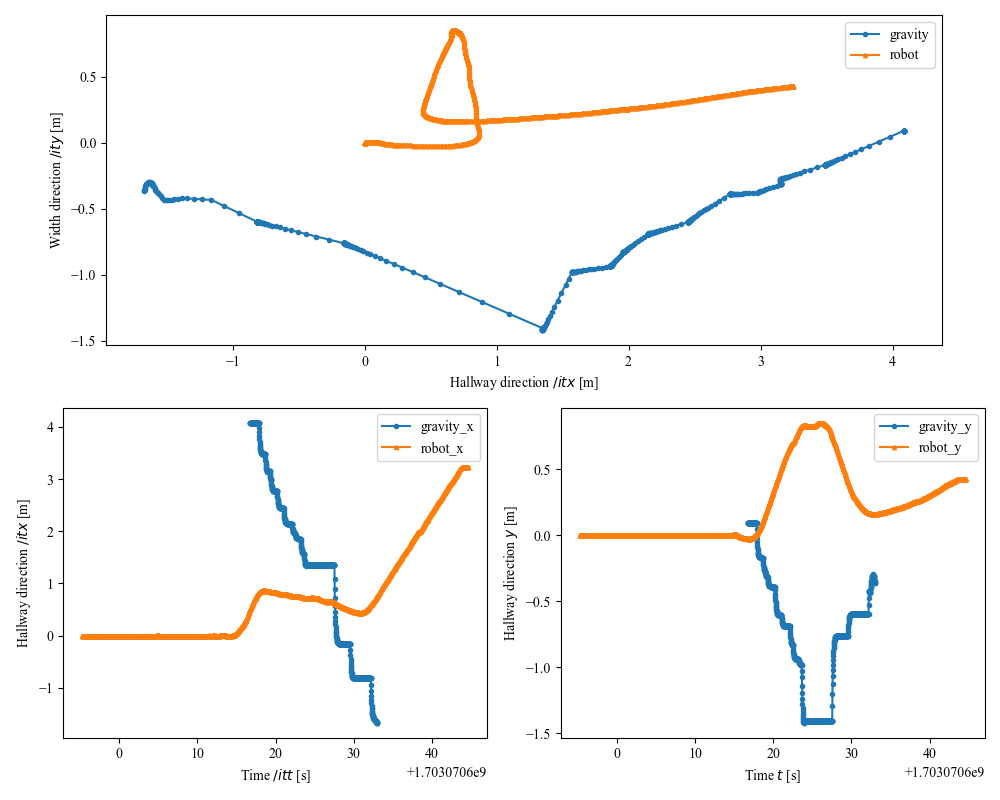 gravity
robot
0.5
0.0
−0.5
−1.0
−1.5
Width direction /ity [m]
−1 0 1 2 3 4
Hallway direction /itx [m]
gravity_x
robot_x
4
3
2
1
0
−1
Hallway direction /itx [m]
0 10 20 30 40
+1.7030706e9
Time /itt [s]
gravity_y
robot_y
0.5
0.0
−0.5
−1.0
−1.5
Hallway direction y [m]
0 10 20 30 40
+1.7030706e9
Time t [s]